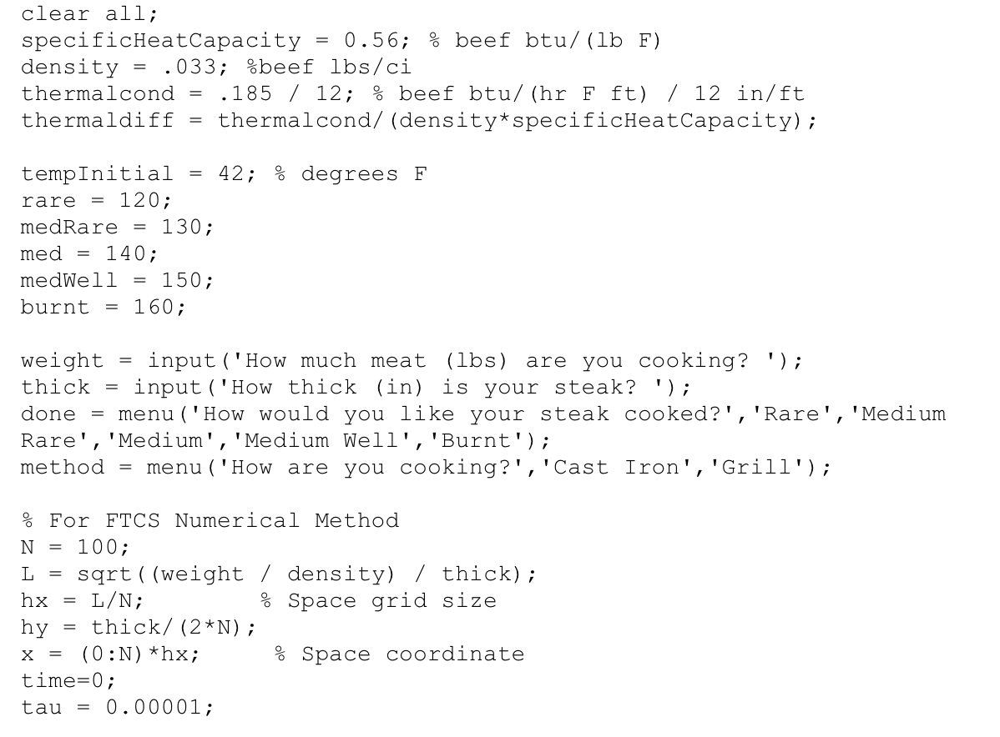 clear all;
specificHeatCapacity = 0.56; % beef btu/(lb F)
density = .033; %beef lbs/ci
thermalcond = .185 / 12; % beef btu/(hr F ft) / 12 in/ft
thermaldiff = thermalcond/(density*specificHeatCapacity);
tempInitial = 42; % degrees F
rare = 120;
medRare = 130;
med = 140;
medWell = 150;
burnt = 160;
weight = input('How much meat (lbs) are you cooking? ');
thick = input('How thick (in) is your steak? ');
done = menu('How would you like your steak cooked?','Rare','Medium
Rare','Medium','Medium Well','Burnt');
method = menu('How are you cooking?','Cast Iron','Grill');
% For FTCS Numerical Method
N = 100;
L = sqrt((weight / density) / thick);
hx = L/N;        % Space grid size
hy = thick/(2*N);
x = (0:N)*hx;     % Space coordinate
time=0;
tau = 0.00001;